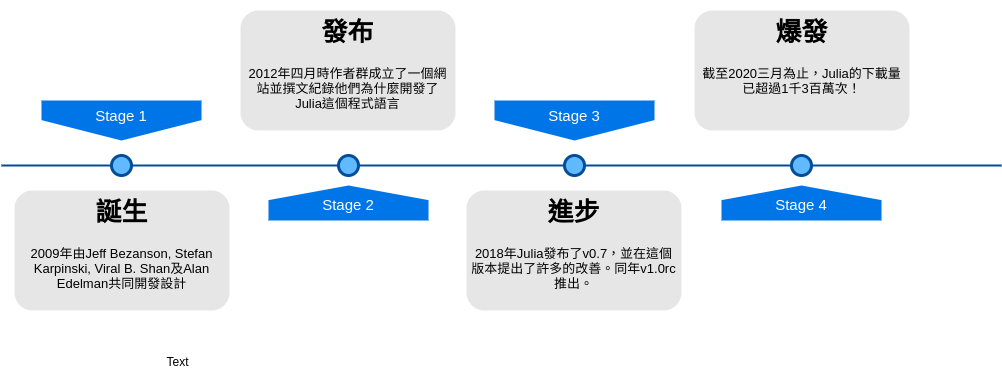 Stage 1
誕生
2009年由Jeff Bezanson, Stefan
Karpinski, Viral B. Shan及Alan
Edelman共同開發設計
發布
2012年四月時作者群成立了一個網
站並撰文紀錄他們為什麼開發了
Julia這個程式語言
Stage 2
Stage 3
進步
2018年Julia發布了v0.7，並在這個
版本提出了許多的改善。同年v1.0rc
推出。
爆發
截至2020三月為止，Julia的下載量
已超過1千3百萬次！
Stage 4
Text